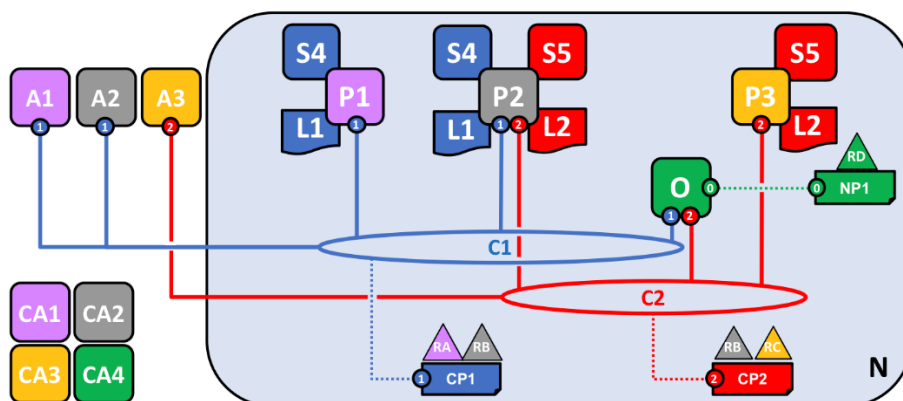 S4 S4 S5 S5
A1 A2 A3 P1 P2 P3
1 1 2 1 1 2 2
L1 L1 L2 L2
RD
O 0 0 NP1
1 2
C1
C2
CA1 CA2
RA RB RB RC
CA3 CA4 1 CP1 2 CP2 N